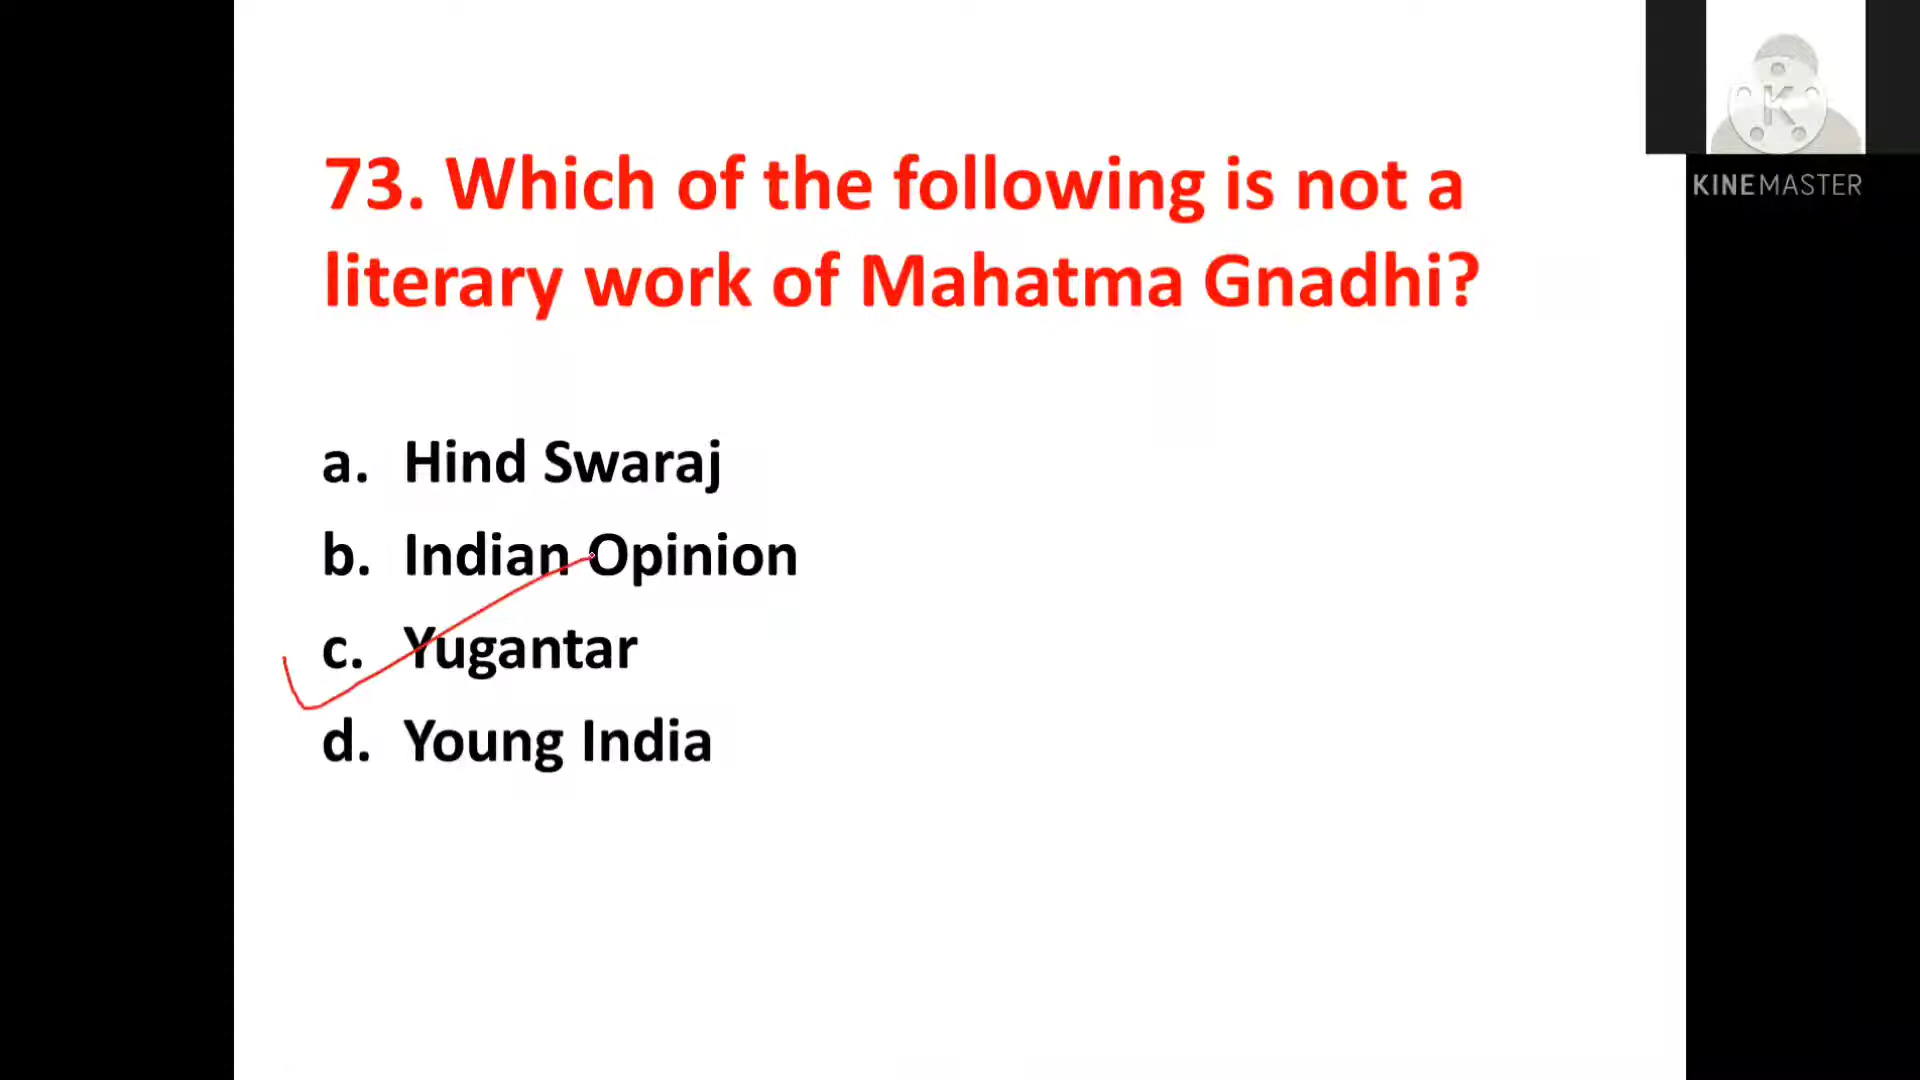 73. Which of the following is not a
literary work of Mahatma Gnadhi?
a. Hind Swaraj
b. Indian Opinion
c. Yugantar
d. Young India
K
KINEMASTER